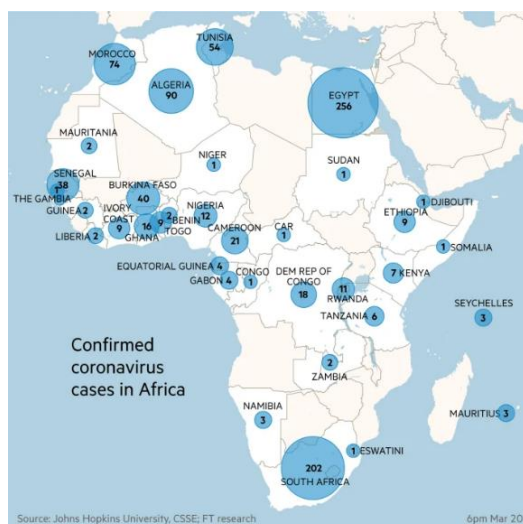 TUNISIA
54
MOROCCO
74
ALGERIA
90
EGYPT
256
MAURITANIA
2
NIGER
1
SUDAN
1
SENEGAL
38
THE GAMBIA
1
BURKINA FASO
40
GUINEA
2
IVORY
COAST
9
LIBERIA
2
GHANA
16
TOGO
9
BENIN
2
NIGERIA
12
CAMEROON
21
CAR
1
DJIBOUTI
1
ETHIOPIA
9
SOMALIA
1
EQUATORIAL GUINEA
4
GABON
4
CONGO
1
DEM REP OF
CONGO
18
11
RWANDA
7
KENYA
TANZANIA
6
SEYCHELLES
3
Confirmed
coronavirus
cases in Africa
2
ZAMBIA
NAMIBIA
3
MAURITIUS
3
1
ESWATINI
202
SOUTH AFRICA
Source: Johns Hopkins University, CSSE; FT research
6pm Mar 20